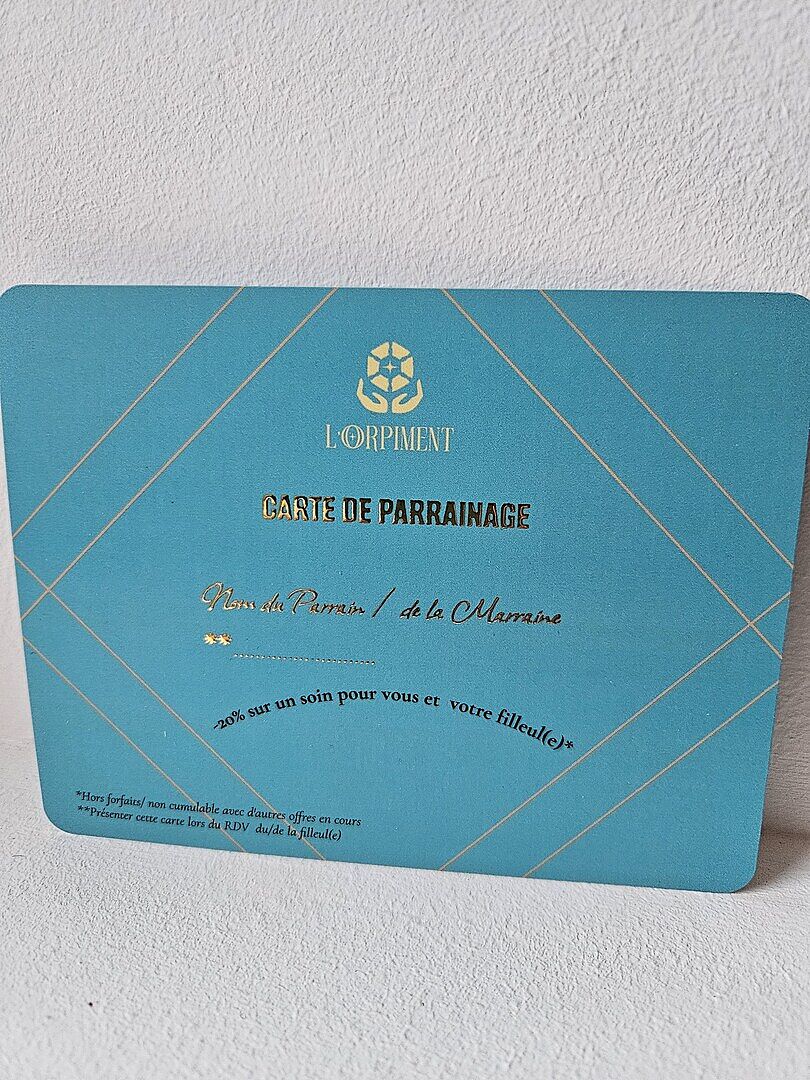 L'ORPIMENT
CARTE DE PARRAINAGE
Nom du Parrain / de la Marraine
**........................
-20% sur un soin pour vous et votre filleul(e)*
*Hors forfaits/ non cumulable avec d'autres offres en cours
**Présenter cette carte lors du RDV du/de la filleul(e)